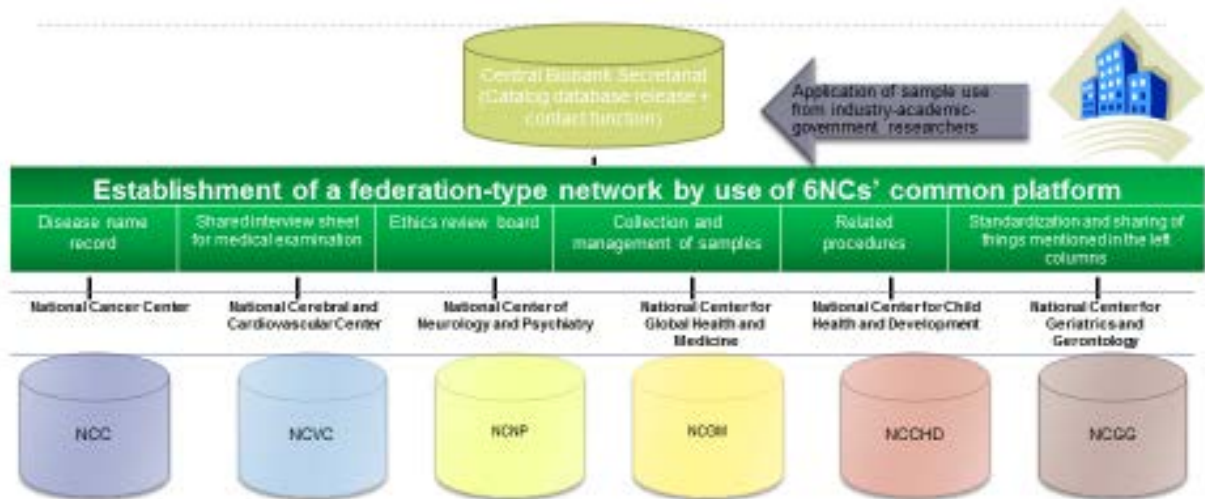 Central Biobank Secretariat
(Catalog database release +
contact function)
Application of sample use
from industry-academic-
government researchers
Establishment of a federation-type network by use of 6NCs' common platform
Disease name
record
Shared Interview sheet
for medical examination
Ethics review board
Collection and
management of samples
Related
procedures
Standardization and sharing of
things mentioned in the left
columns
National Cancer Center
National Cerebral and
Cardiovascular Center
National Center of
Neurology and Psychiatry
National Center for
Global Health and
Medicine
National Center for Child
Health and Development
National Center for
Geriatrics and
Gerontology
NCC
NCVC
NCNP
NCGM
NCCHD
NCGG